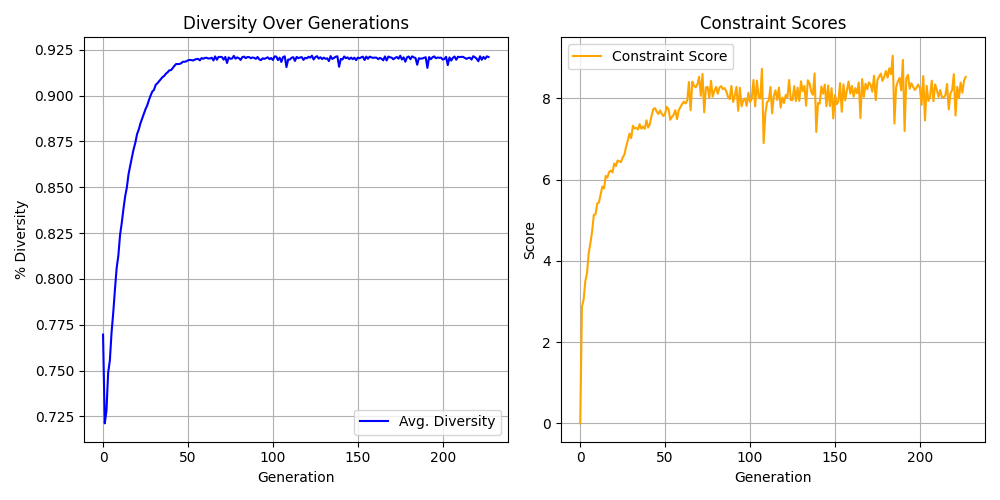 Diversity Over Generations
% Diversity
0.925
0.900
0.875
0.850
0.825
0.800
0.775
0.750
0.725
0 50 100 150 200
Generation
Avg. Diversity
Constraint Scores
Score
8
6
4
2
0
0 50 100 150 200
Generation
Constraint Score